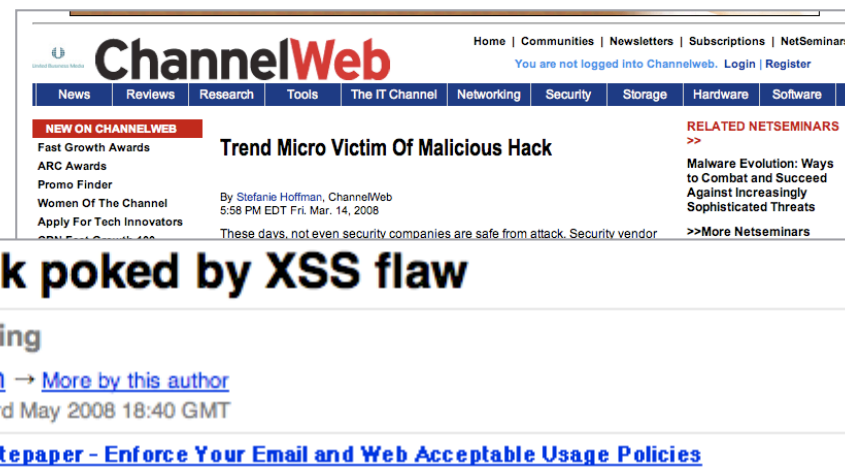 ChannelWeb
Home | Communities | Newsletters | Subscriptions | NetSeminars
You are not logged into Channelweb. Login | Register
News Reviews Research Tools The IT Channel Networking Security Storage Hardware Software
NEW ON CHANNELWEB
Fast Growth Awards
ARC Awards
Promo Finder
Women Of The Channel
Apply For Tech Innovators
Trend Micro Victim Of Malicious Hack
By Stefanie Hoffman, ChannelWeb
5:58 PM EDT Fri. Mar. 14, 2008
These days, not even security companies are safe from attack. Security vendor
RELATED NETSEMINARS
>>
Malware Evolution: Ways
to Combat and Succeed
Against Increasingly
Sophisticated Threats
>>More Netseminars
k poked by XSS flaw
ing
→ More by this author
rd May 2008 18:40 GMT
tepaper - Enforce Your Email and Web Acceptable Usage Policies